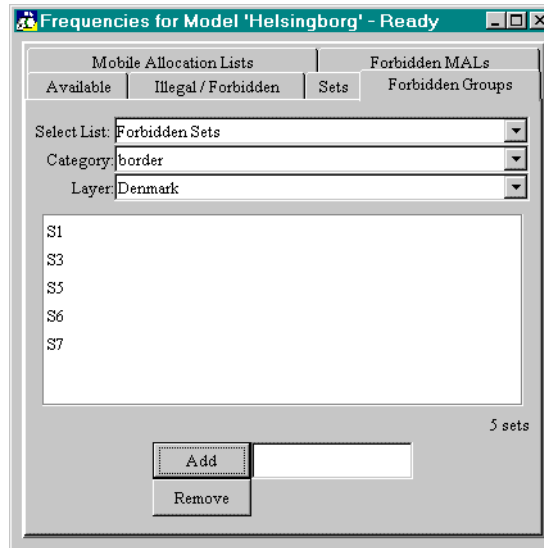 Frequencies for Model 'Helsingborg' - Ready
Mobile Allocation Lists Forbidden MALs
Available Illegal / Forbidden Sets Forbidden Groups
Select List: Forbidden Sets
Category: border
Layer: Denmark
S1
S3
S5
S6
S7
5 sets
Add
Remove